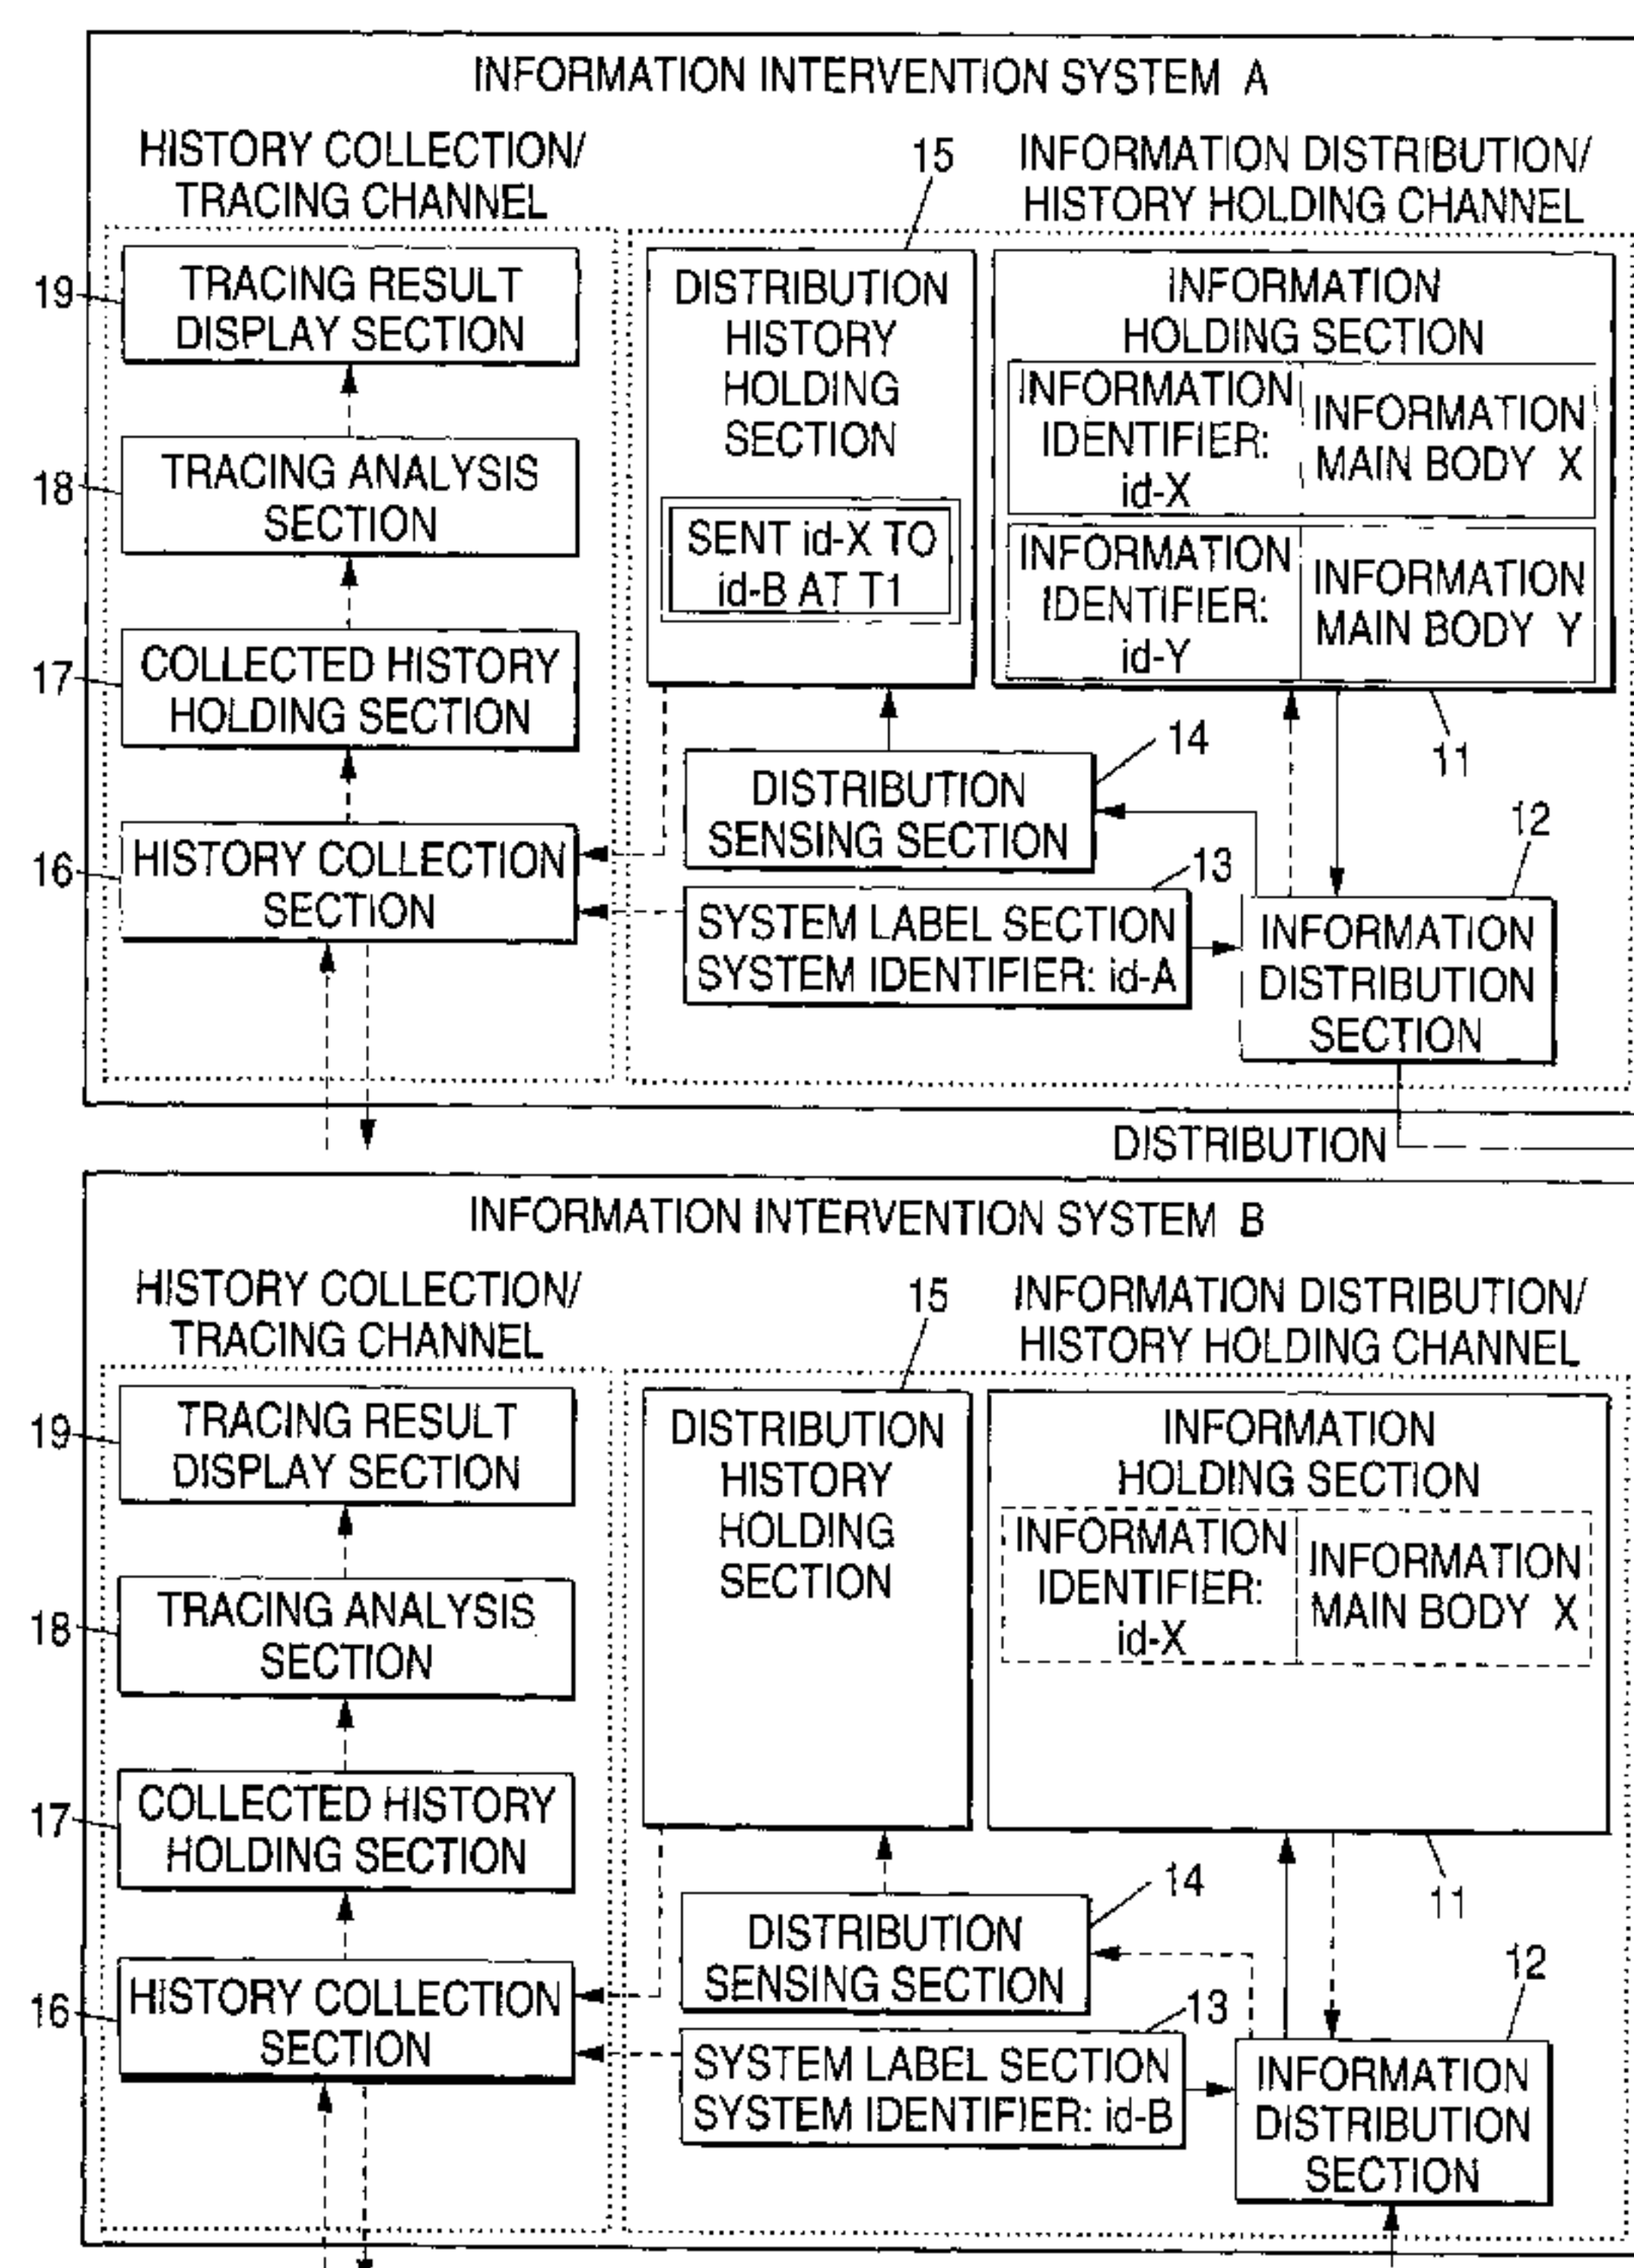 INFORMATION INTERVENTION SYSTEM A
HISTORY COLLECTION/
TRACING CHANNEL
15
INFORMATION DISTRIBUTION/
HISTORY HOLDING CHANNEL
19
TRACING RESULT
DISPLAY SECTION
18
TRACING ANALYSIS
SECTION
17
COLLECTED HISTORY
HOLDING SECTION
16
HISTORY COLLECTION
SECTION
DISTRIBUTION
HISTORY
HOLDING
SECTION
SENT id-X TO
id-B AT T1
INFORMATION
HOLDING SECTION
INFORMATION
IDENTIFIER:
id-X
INFORMATION
MAIN BODY X
INFORMATION
IDENTIFIER:
id-Y
INFORMATION
MAIN BODY Y
14
11
DISTRIBUTION
SENSING SECTION
13
12
SYSTEM LABEL SECTION
SYSTEM IDENTIFIER: id-A
INFORMATION
DISTRIBUTION
SECTION
DISTRIBUTION
INFORMATION INTERVENTION SYSTEM B
HISTORY COLLECTION/
TRACING CHANNEL
15
INFORMATION DISTRIBUTION/
HISTORY HOLDING CHANNEL
19
TRACING RESULT
DISPLAY SECTION
18
TRACING ANALYSIS
SECTION
17
COLLECTED HISTORY
HOLDING SECTION
16
HISTORY COLLECTION
SECTION
DISTRIBUTION
HISTORY
HOLDING
SECTION
INFORMATION
HOLDING SECTION
INFORMATION
IDENTIFIER:
id-X
INFORMATION
MAIN BODY X
14
11
DISTRIBUTION
SENSING SECTION
13
12
SYSTEM LABEL SECTION
SYSTEM IDENTIFIER: id-B
INFORMATION
DISTRIBUTION
SECTION